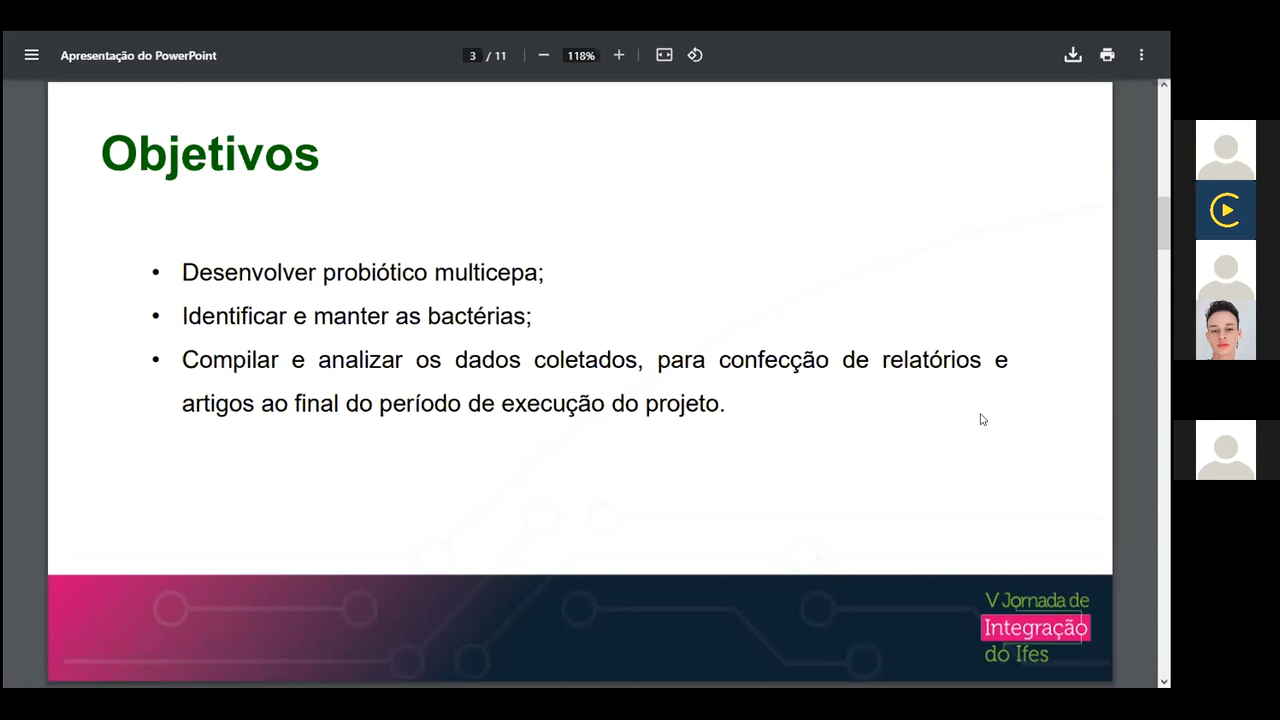 Apresentação do PowerPoint
3 / 11
118%
Objetivos
• Desenvolver probiótico multicepa;
• Identificar e manter as bactérias;
• Compilar e analizar os dados coletados, para confecção de relatórios e
artigos ao final do período de execução do projeto.
V Jornada de
Integração
do Ifes